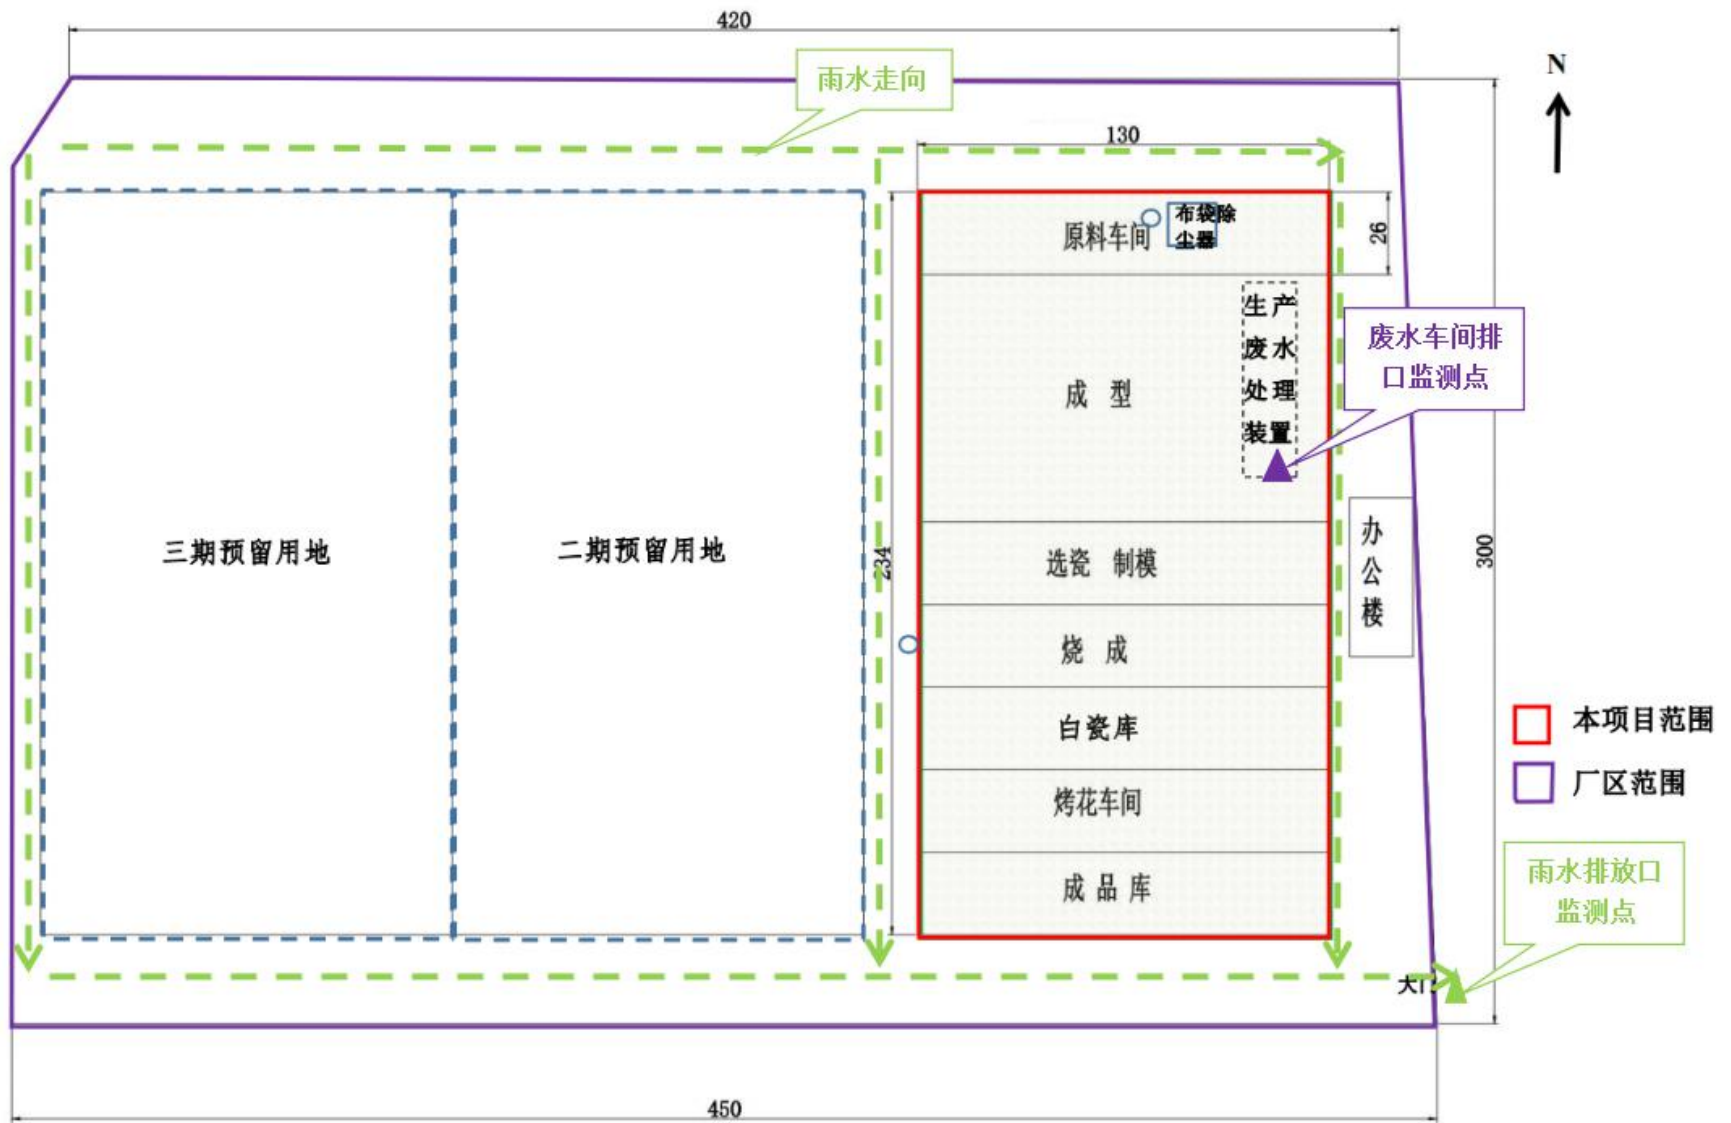 420
雨水走向
N
130
原料车间
布袋除
尘器
26
生产
废水
处理
装置
废水车间排
口监测点
成 型
三期预留用地
二期预留用地
234
选瓷 制模
办
公
楼
300
烧 成
白瓷库
本项目范围
厂区范围
烤花车间
成品库
雨水排放口
监测点
大门
450